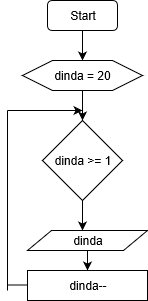 Start
dinda = 20
dinda >= 1
dinda
dinda--